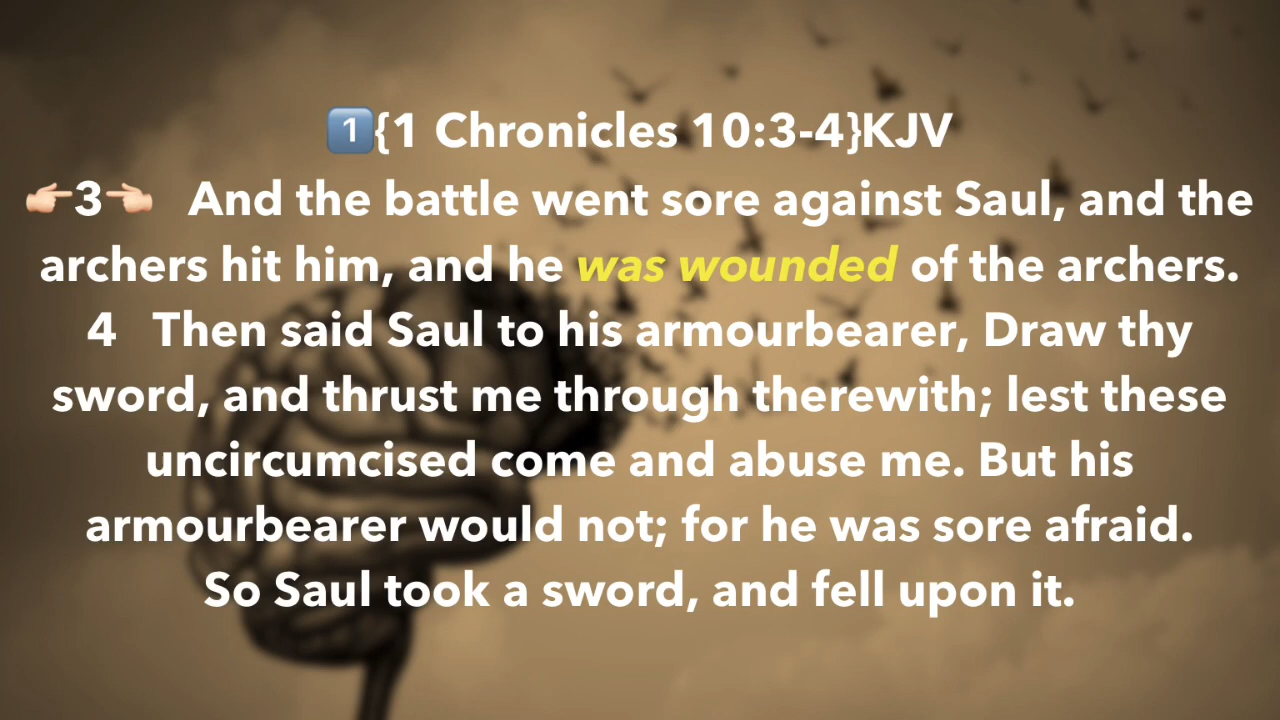 1️⃣{1 Chronicles 10:3-4}KJV
👉🏻3👈🏻 And the battle went sore against Saul, and the
archers hit him, and he was wounded of the archers.
4 Then said Saul to his armourbearer, Draw thy
sword, and thrust me through therewith; lest these
uncircumcised come and abuse me. But his
armourbearer would not; for he was sore afraid.
So Saul took a sword, and fell upon it.